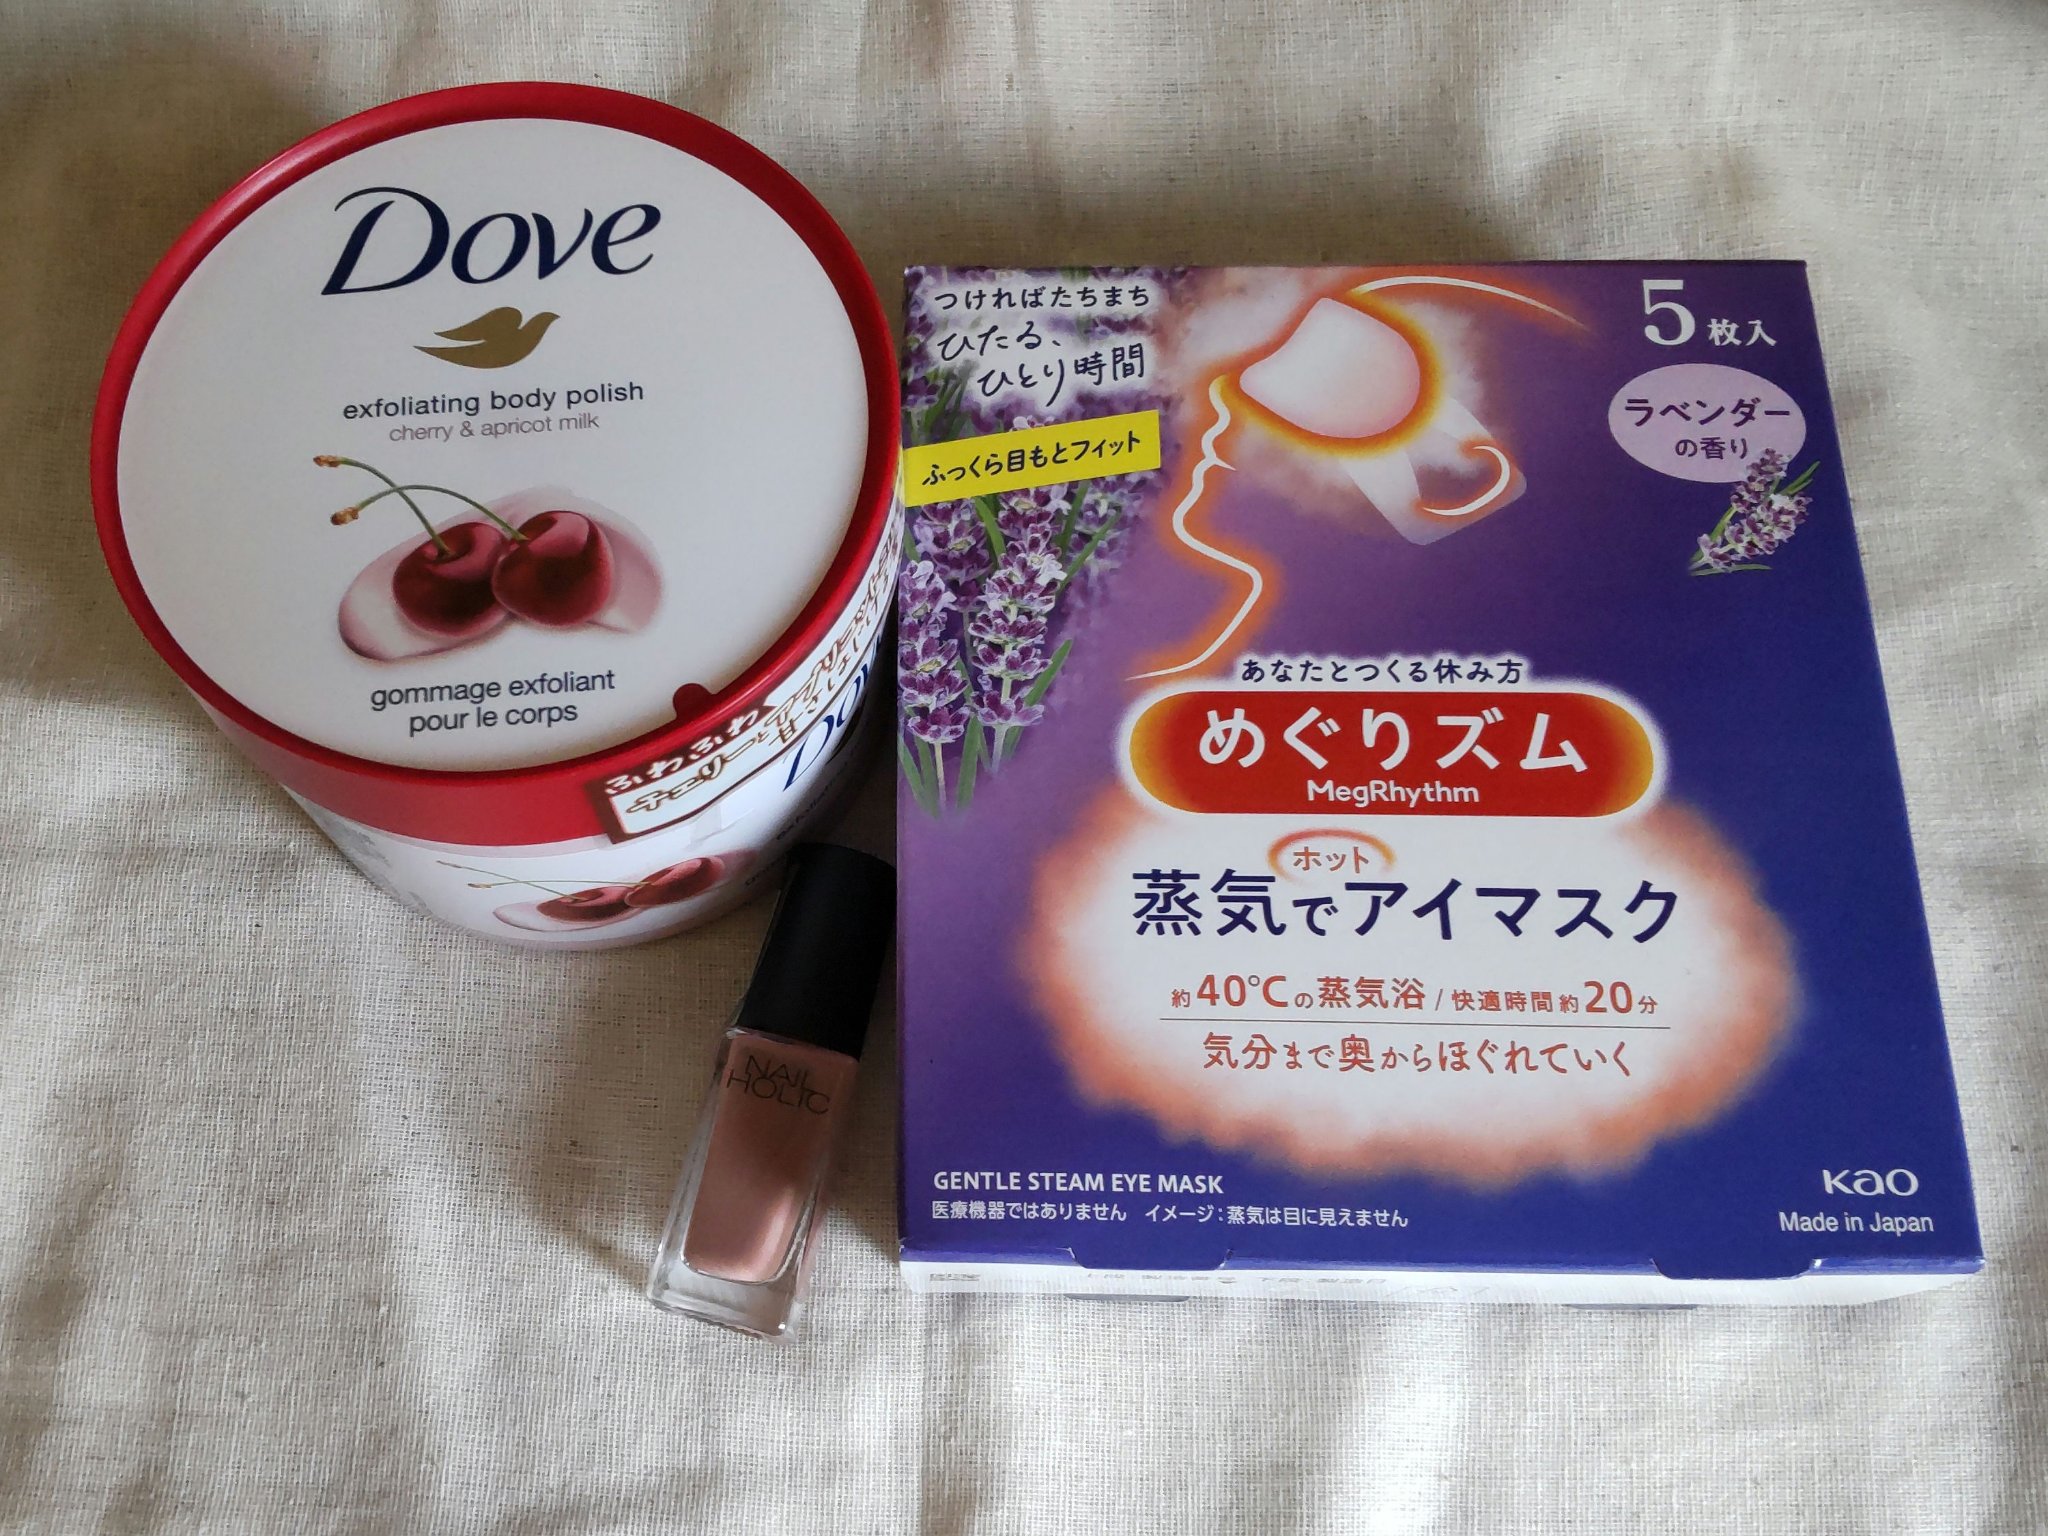 Dove
exfoliating body polish
cherry & apricot milk
gommage exfoliant
pour le corps
ふわふわ
チェリーと
NAIL
HOLIC
つければたちまち
ひたる、
ひとり時間
ふっくら目もとフィット
5枚入
ラベンダー
の香り
あなたとつくる休み方
めぐりズム
MegRhythm
ホット
蒸気でアイマスク
約40℃の蒸気浴/快適時間約20分
気分まで奥からほぐれていく
GENTLE STEAM EYE MASK
医療機器ではありません イメージ:蒸気は目に見えません
Kao
Made in Japan